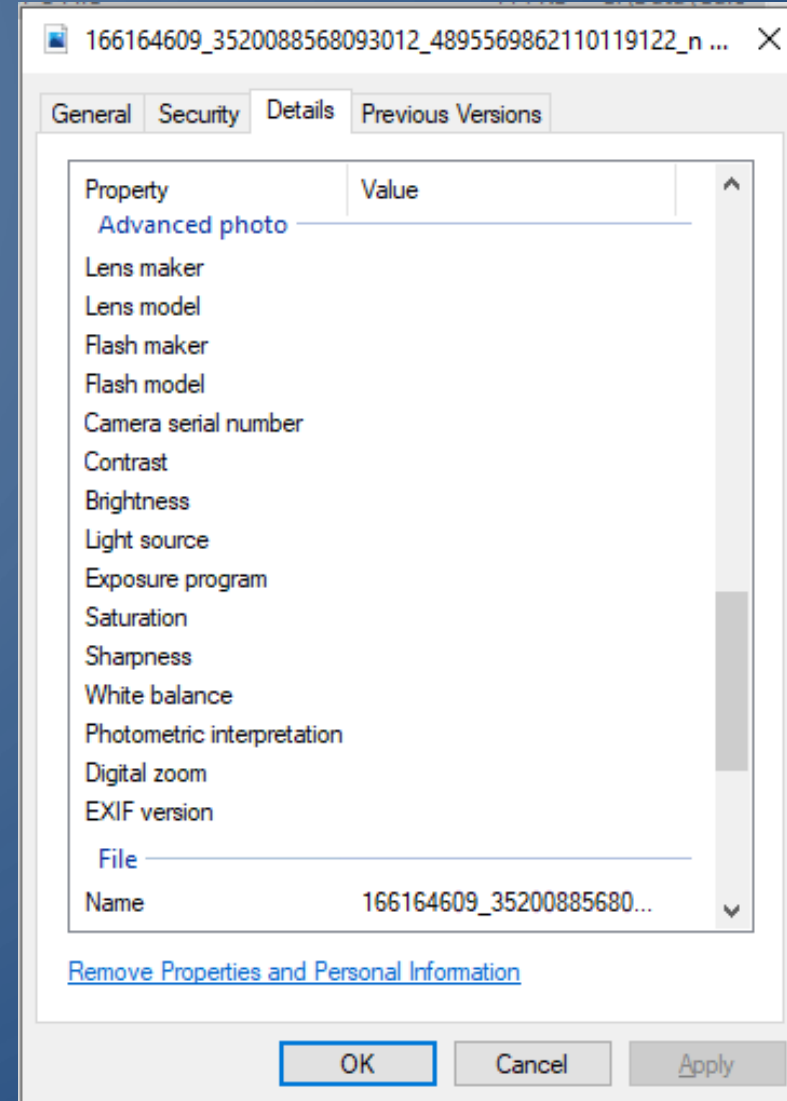 166164609_3520088568093012_4895569862110119122_n ...
General Security Details Previous Versions
Property Value
Advanced photo
Lens maker
Lens model
Flash maker
Flash model
Camera serial number
Contrast
Brightness
Light source
Exposure program
Saturation
Sharpness
White balance
Photometric interpretation
Digital zoom
EXIF version
File
Name 166164609_35200885680...
Remove Properties and Personal Information
OK Cancel Apply